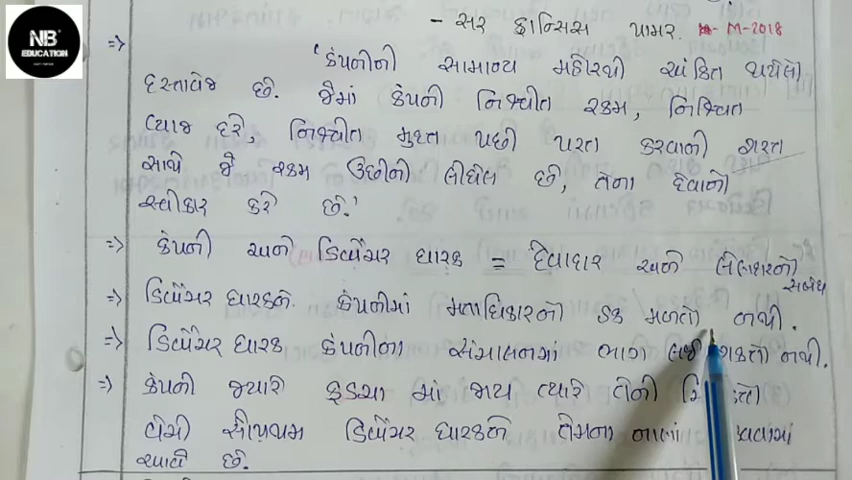 NB
EDUCATION
- સર ફ્રાન્સિસ પામર. M-2018
=> 'કંપનીની સામાન્ય મહોરથી અંકિત થયેલો
દસ્તાવેજ છે. જેમાં કંપની નિશ્ચીત રકમ, નિશ્ચિત
વ્યાજ દરે, નિશ્ચીત મુદ્દત પછી પરત કરવાની શરત
સાથે જે રકમ ઉછીની લીધેલ છે, તેના દેવાનો
સ્વીકાર કરે છે.'
=> કંપની અને ડિબેંચર ધારક = દેવાદાર અને લેણદારનો
સબંધ
=> ડિબેંચર ધારકને કંપનીમાં મતાધિકારનો હક મળતો નથી.
=> ડિબેંચર ધારક કંપનીના સંચાલનમાં ભાગ લઈ શકતો નથી.
=> કંપની જ્યારે ફડચા માં જાય ત્યારે તેની
વેચી સૌપ્રથમ ડિબેંચર ધારકને તેમના નાણાં
આવે છે.